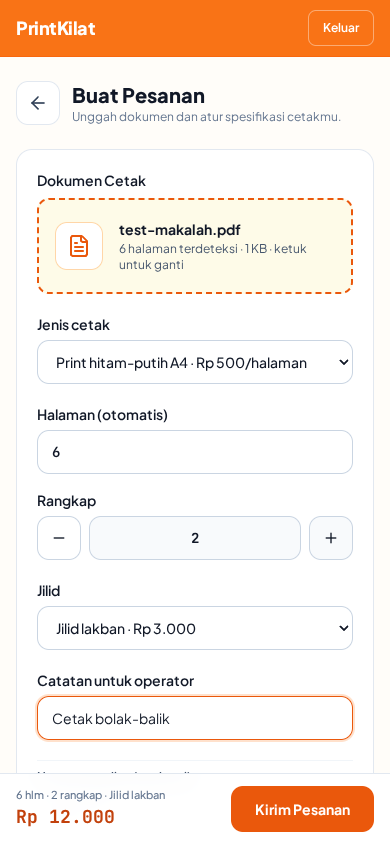 PrintKilat
Keluar
Buat Pesanan
Unggah dokumen dan atur spesifikasi cetakmu.
Dokumen Cetak
test-makalah.pdf
6 halaman terdeteksi · 1 KB · ketuk
untuk ganti
Jenis cetak
Print hitam-putih A4 · Rp 500/halaman
Halaman (otomatis)
6
Rangkap
− 2 +
Jilid
Jilid lakban · Rp 3.000
Catatan untuk operator
Cetak bolak-balik
6 hlm · 2 rangkap · Jilid lakban
Rp 12.000
Kirim Pesanan